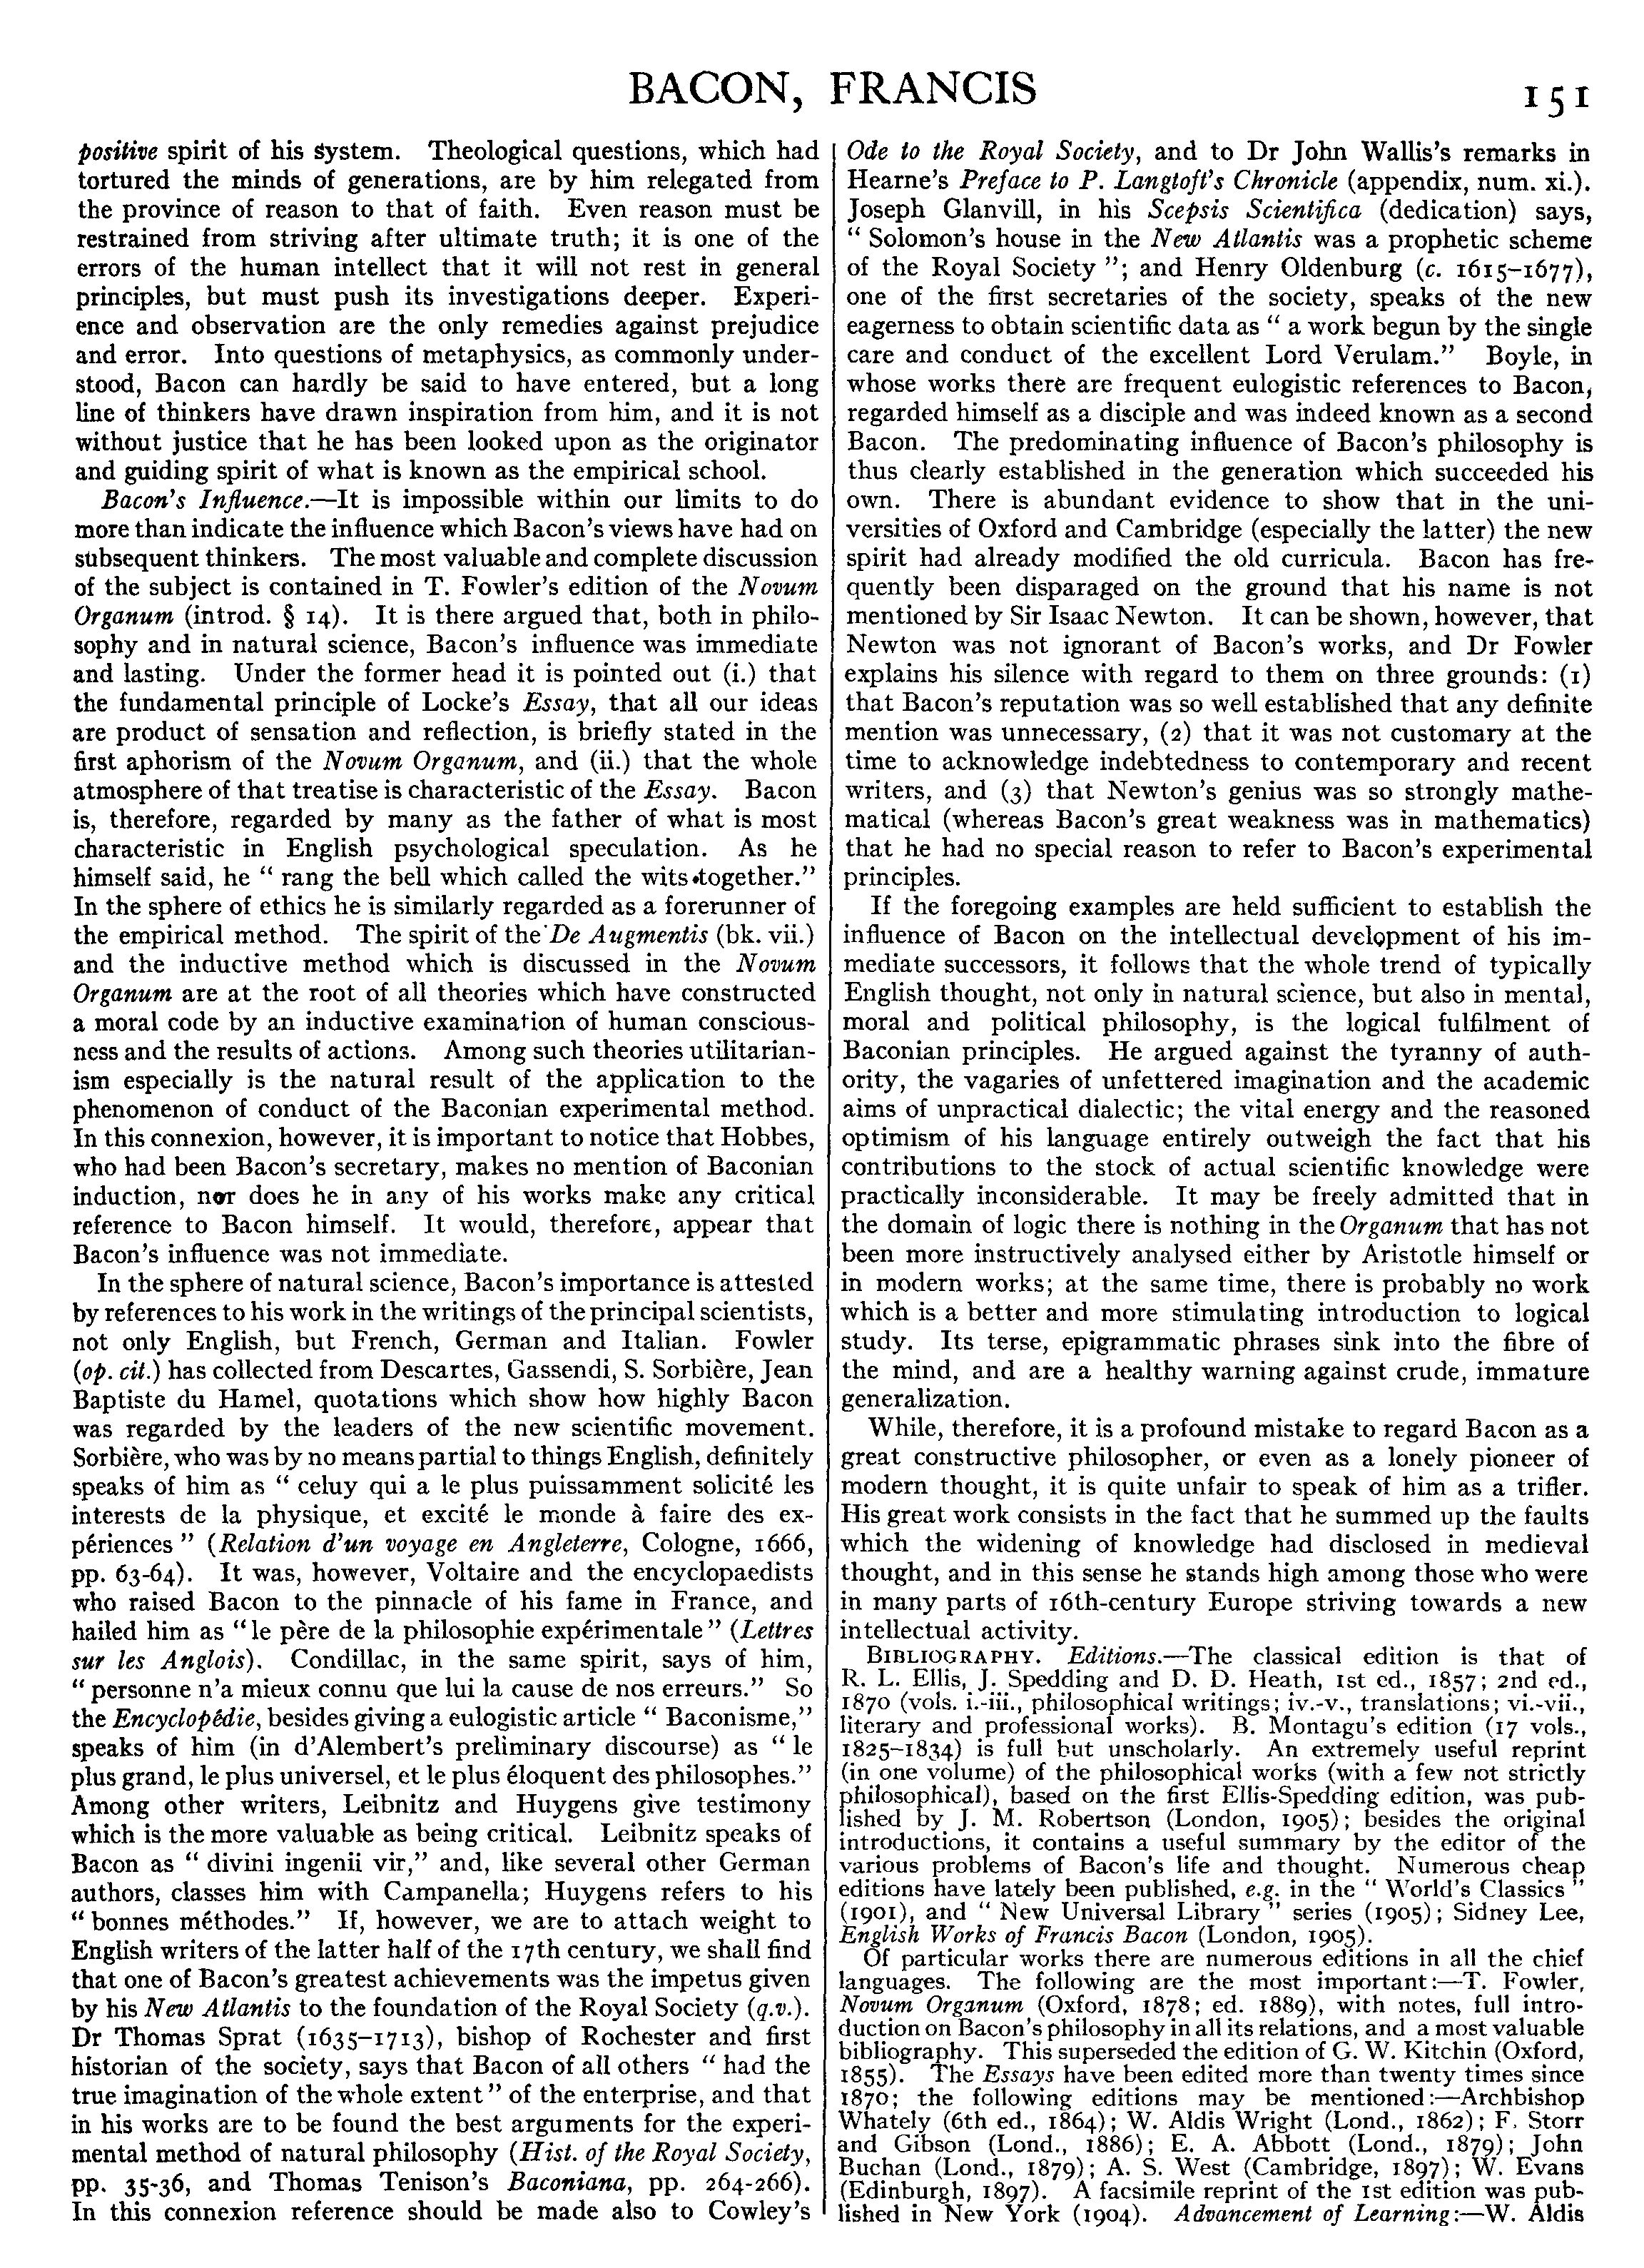 BACON, FRANCIS
151
positive spirit of his system. Theological questions, which had
tortured the minds of generations, are by him relegated from
the province of reason to that of faith. Even reason must be
restrained from striving after ultimate truth; it is one of the
errors of the human intellect that it will not rest in general
principles, but must push its investigations deeper. Experi-
ence and observation are the only remedies against prejudice
and error. Into questions of metaphysics, as commonly under-
stood, Bacon can hardly be said to have entered, but a long
line of thinkers have drawn inspiration from him, and it is not
without justice that he has been looked upon as the originator
and guiding spirit of what is known as the empirical school.
Bacon's Influence.—It is impossible within our limits to do
more than indicate the influence which Bacon's views have had on
subsequent thinkers. The most valuable and complete discussion
of the subject is contained in T. Fowler's edition of the Novum
Organum (introd. § 14). It is there argued that, both in philo-
sophy and in natural science, Bacon's influence was immediate
and lasting. Under the former head it is pointed out (i.) that
the fundamental principle of Locke's Essay, that all our ideas
are product of sensation and reflection, is briefly stated in the
first aphorism of the Novum Organum, and (ii.) that the whole
atmosphere of that treatise is characteristic of the Essay. Bacon
is, therefore, regarded by many as the father of what is most
characteristic in English psychological speculation. As he
himself said, he " rang the bell which called the wits together."
In the sphere of ethics he is similarly regarded as a forerunner of
the empirical method. The spirit of the De Augmentis (bk. vii.)
and the inductive method which is discussed in the Novum
Organum are at the root of all theories which have constructed
a moral code by an inductive examination of human conscious-
ness and the results of actions. Among such theories utilitarian-
ism especially is the natural result of the application to the
phenomenon of conduct of the Baconian experimental method.
In this connexion, however, it is important to notice that Hobbes,
who had been Bacon's secretary, makes no mention of Baconian
induction, nor does he in any of his works make any critical
reference to Bacon himself. It would, therefore, appear that
Bacon's influence was not immediate.
In the sphere of natural science, Bacon's importance is attested
by references to his work in the writings of the principal scientists,
not only English, but French, German and Italian. Fowler
(op. cit.) has collected from Descartes, Gassendi, S. Sorbière, Jean
Baptiste du Hamel, quotations which show how highly Bacon
was regarded by the leaders of the new scientific movement.
Sorbière, who was by no means partial to things English, definitely
speaks of him as " celuy qui a le plus puissamment solicité les
interests de la physique, et excité le monde à faire des ex-
périences " (Relation d'un voyage en Angleterre, Cologne, 1666,
pp. 63-64). It was, however, Voltaire and the encyclopaedists
who raised Bacon to the pinnacle of his fame in France, and
hailed him as "le père de la philosophie expérimentale" (Lettres
sur les Anglois). Condillac, in the same spirit, says of him,
" personne n'a mieux connu que lui la cause de nos erreurs." So
the Encyclopédie, besides giving a eulogistic article " Baconisme,"
speaks of him (in d'Alembert's preliminary discourse) as " le
plus grand, le plus universel, et le plus éloquent des philosophes."
Among other writers, Leibnitz and Huygens give testimony
which is the more valuable as being critical. Leibnitz speaks of
Bacon as " divini ingenii vir," and, like several other German
authors, classes him with Campanella; Huygens refers to his
" bonnes méthodes." If, however, we are to attach weight to
English writers of the latter half of the 17th century, we shall find
that one of Bacon's greatest achievements was the impetus given
by his New Atlantis to the foundation of the Royal Society (q.v.).
Dr Thomas Sprat (1635–1713), bishop of Rochester and first
historian of the society, says that Bacon of all others " had the
true imagination of the whole extent " of the enterprise, and that
in his works are to be found the best arguments for the experi-
mental method of natural philosophy (Hist. of the Royal Society,
pp. 35-36, and Thomas Tenison's Baconiana, pp. 264-266).
In this connexion reference should be made also to Cowley's
Ode to the Royal Society, and to Dr John Wallis's remarks in
Hearne's Preface to P. Langtoft's Chronicle (appendix, num. xi.).
Joseph Glanvill, in his Scepsis Scientifica (dedication) says,
" Solomon's house in the New Atlantis was a prophetic scheme
of the Royal Society "; and Henry Oldenburg (c. 1615–1677),
one of the first secretaries of the society, speaks of the new
eagerness to obtain scientific data as " a work begun by the single
care and conduct of the excellent Lord Verulam." Boyle, in
whose works there are frequent eulogistic references to Bacon,
regarded himself as a disciple and was indeed known as a second
Bacon. The predominating influence of Bacon's philosophy is
thus clearly established in the generation which succeeded his
own. There is abundant evidence to show that in the uni-
versities of Oxford and Cambridge (especially the latter) the new
spirit had already modified the old curricula. Bacon has fre-
quently been disparaged on the ground that his name is not
mentioned by Sir Isaac Newton. It can be shown, however, that
Newton was not ignorant of Bacon's works, and Dr Fowler
explains his silence with regard to them on three grounds: (1)
that Bacon's reputation was so well established that any definite
mention was unnecessary, (2) that it was not customary at the
time to acknowledge indebtedness to contemporary and recent
writers, and (3) that Newton's genius was so strongly mathe-
matical (whereas Bacon's great weakness was in mathematics)
that he had no special reason to refer to Bacon's experimental
principles.
If the foregoing examples are held sufficient to establish the
influence of Bacon on the intellectual development of his im-
mediate successors, it follows that the whole trend of typically
English thought, not only in natural science, but also in mental,
moral and political philosophy, is the logical fulfilment of
Baconian principles. He argued against the tyranny of auth-
ority, the vagaries of unfettered imagination and the academic
aims of unpractical dialectic; the vital energy and the reasoned
optimism of his language entirely outweigh the fact that his
contributions to the stock of actual scientific knowledge were
practically inconsiderable. It may be freely admitted that in
the domain of logic there is nothing in the Organum that has not
been more instructively analysed either by Aristotle himself or
in modern works; at the same time, there is probably no work
which is a better and more stimulating introduction to logical
study. Its terse, epigrammatic phrases sink into the fibre of
the mind, and are a healthy warning against crude, immature
generalization.
While, therefore, it is a profound mistake to regard Bacon as a
great constructive philosopher, or even as a lonely pioneer of
modern thought, it is quite unfair to speak of him as a trifler.
His great work consists in the fact that he summed up the faults
which the widening of knowledge had disclosed in medieval
thought, and in this sense he stands high among those who were
in many parts of 16th-century Europe striving towards a new
intellectual activity.
BIBLIOGRAPHY. Editions.—The classical edition is that of
R. L. Ellis, J. Spedding and D. D. Heath, 1st ed., 1857; 2nd ed.,
1870 (vols. i.-iii., philosophical writings; iv.-v., translations; vi.-vii.,
literary and professional works). B. Montagu's edition (17 vols.,
1825–1834) is full but unscholarly. An extremely useful reprint
(in one volume) of the philosophical works (with a few not strictly
philosophical), based on the first Ellis-Spedding edition, was pub-
lished by J. M. Robertson (London, 1905); besides the original
introductions, it contains a useful summary by the editor of the
various problems of Bacon's life and thought. Numerous cheap
editions have lately been published, e.g. in the " World's Classics "
(1901), and " New Universal Library " series (1905); Sidney Lee,
English Works of Francis Bacon (London, 1905).
Of particular works there are numerous editions in all the chief
languages. The following are the most important:—T. Fowler,
Novum Organum (Oxford, 1878; ed. 1889), with notes, full intro-
duction on Bacon's philosophy in all its relations, and a most valuable
bibliography. This superseded the edition of G. W. Kitchin (Oxford,
1855). The Essays have been edited more than twenty times since
1870; the following editions may be mentioned:—Archbishop
Whately (6th ed., 1864); W. Aldis Wright (Lond., 1862); F. Storr
and Gibson (Lond., 1886); E. A. Abbott (Lond., 1879); John
Buchan (Lond., 1879); A. S. West (Cambridge, 1897); W. Evans
(Edinburgh, 1897). A facsimile reprint of the 1st edition was pub-
lished in New York (1904). Advancement of Learning:—W. Aldis